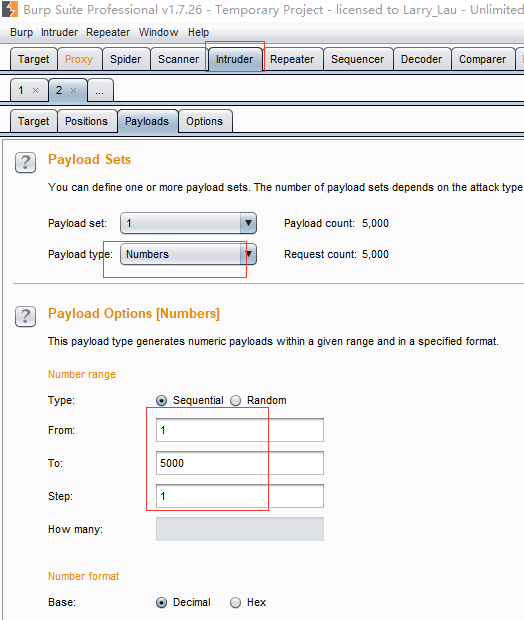 Burp Suite Professional v1.7.26 - Temporary Project - licensed to Larry_Lau - Unlimited
Burp Intruder Repeater Window Help
Target Proxy Spider Scanner Intruder Repeater Sequencer Decoder Comparer
1 × 2 × ...
Target Positions Payloads Options
? Payload Sets
You can define one or more payload sets. The number of payload sets depends on the attack type
Payload set: 1 Payload count: 5,000
Payload type: Numbers Request count: 5,000
? Payload Options [Numbers]
This payload type generates numeric payloads within a given range and in a specified format.
Number range
Type: Sequential Random
From: 1
To: 5000
Step: 1
How many:
Number format
Base: Decimal Hex